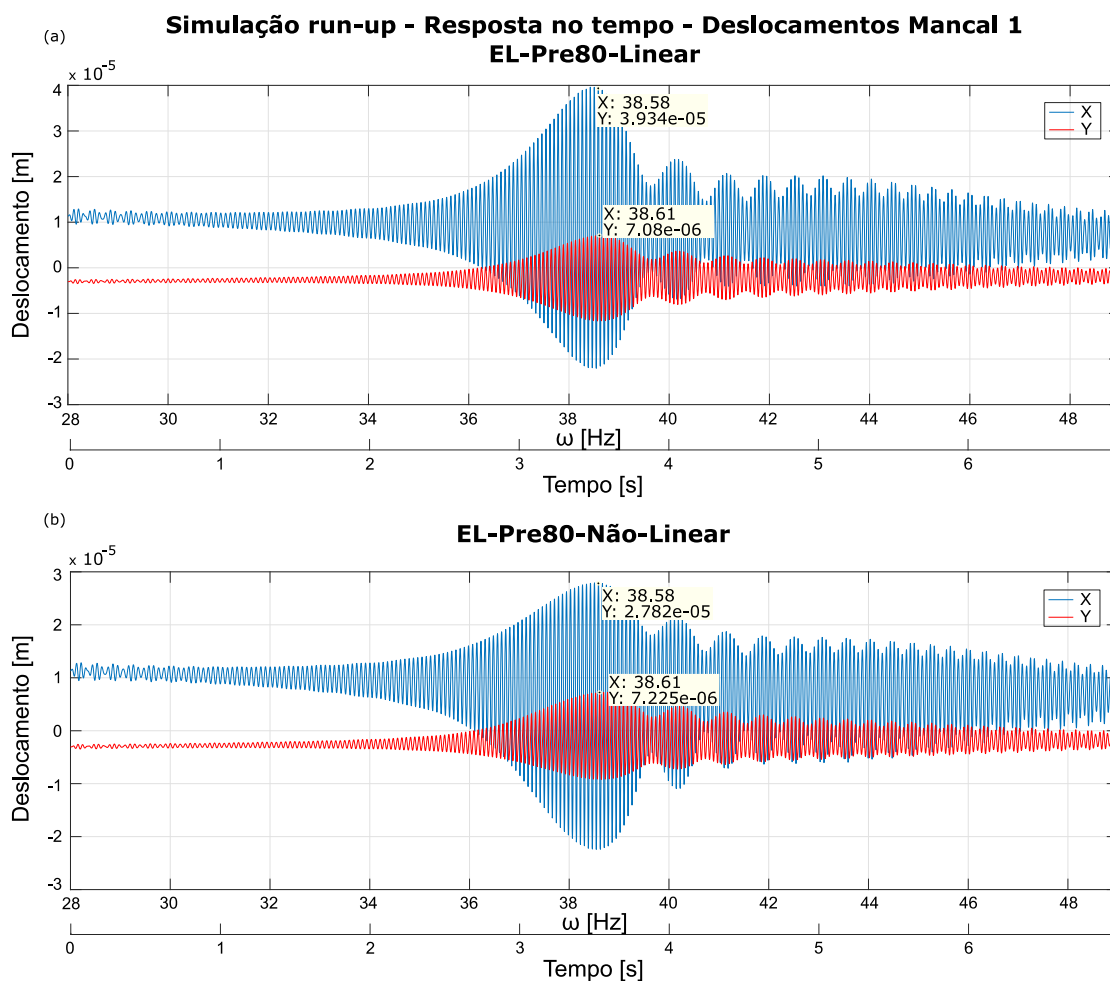 Simulação run-up - Resposta no tempo - Deslocamentos Mancal 1
(a)
EL-Pre80-Linear
x 10⁻⁵
4
3
2
1
0
-1
-2
-3
Deslocamento [m]
X: 38.58
Y: 3.934e-05
X: 38.61
Y: 7.08e-06
X
Y
28 30 32 34 36 38 40 42 44 46 48
ω [Hz]
0 1 2 3 4 5 6
Tempo [s]
(b)
EL-Pre80-Não-Linear
x 10⁻⁵
3
2
1
0
-1
-2
-3
Deslocamento [m]
X: 38.58
Y: 2.782e-05
X: 38.61
Y: 7.225e-06
X
Y
28 30 32 34 36 38 40 42 44 46 48
ω [Hz]
0 1 2 3 4 5 6
Tempo [s]